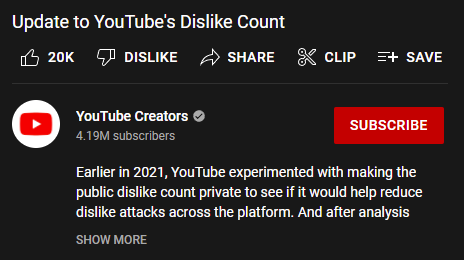 Update to YouTube's Dislike Count
20K DISLIKE SHARE CLIP SAVE
YouTube Creators
4.19M subscribers
SUBSCRIBE
Earlier in 2021, YouTube experimented with making the
public dislike count private to see if it would help reduce
dislike attacks across the platform. And after analysis
SHOW MORE